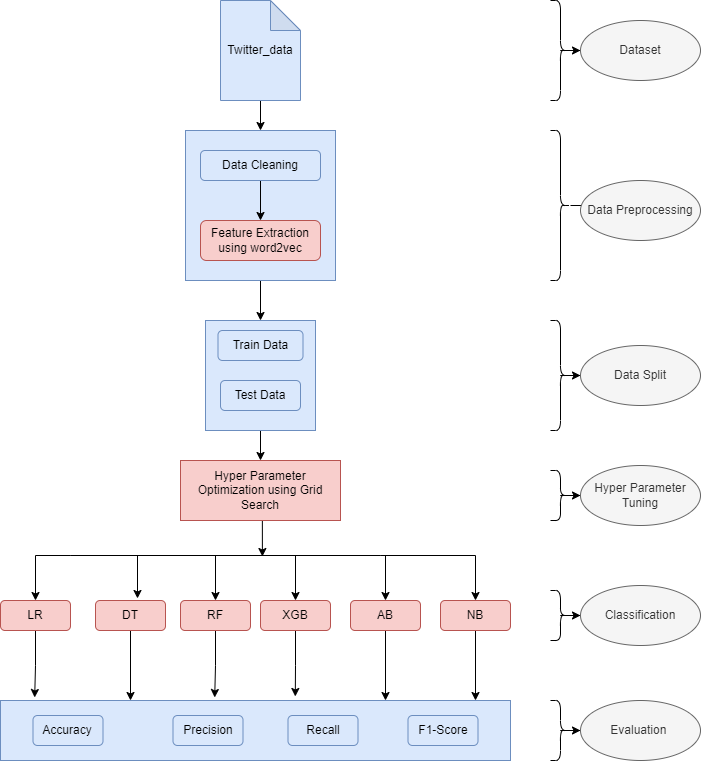 Twitter_data
Dataset
Data Cleaning
Feature Extraction
using word2vec
Data Preprocessing
Train Data
Test Data
Data Split
Hyper Parameter
Optimization using Grid
Search
Hyper Parameter
Tuning
LR
DT
RF
XGB
AB
NB
Classification
Accuracy
Precision
Recall
F1-Score
Evaluation